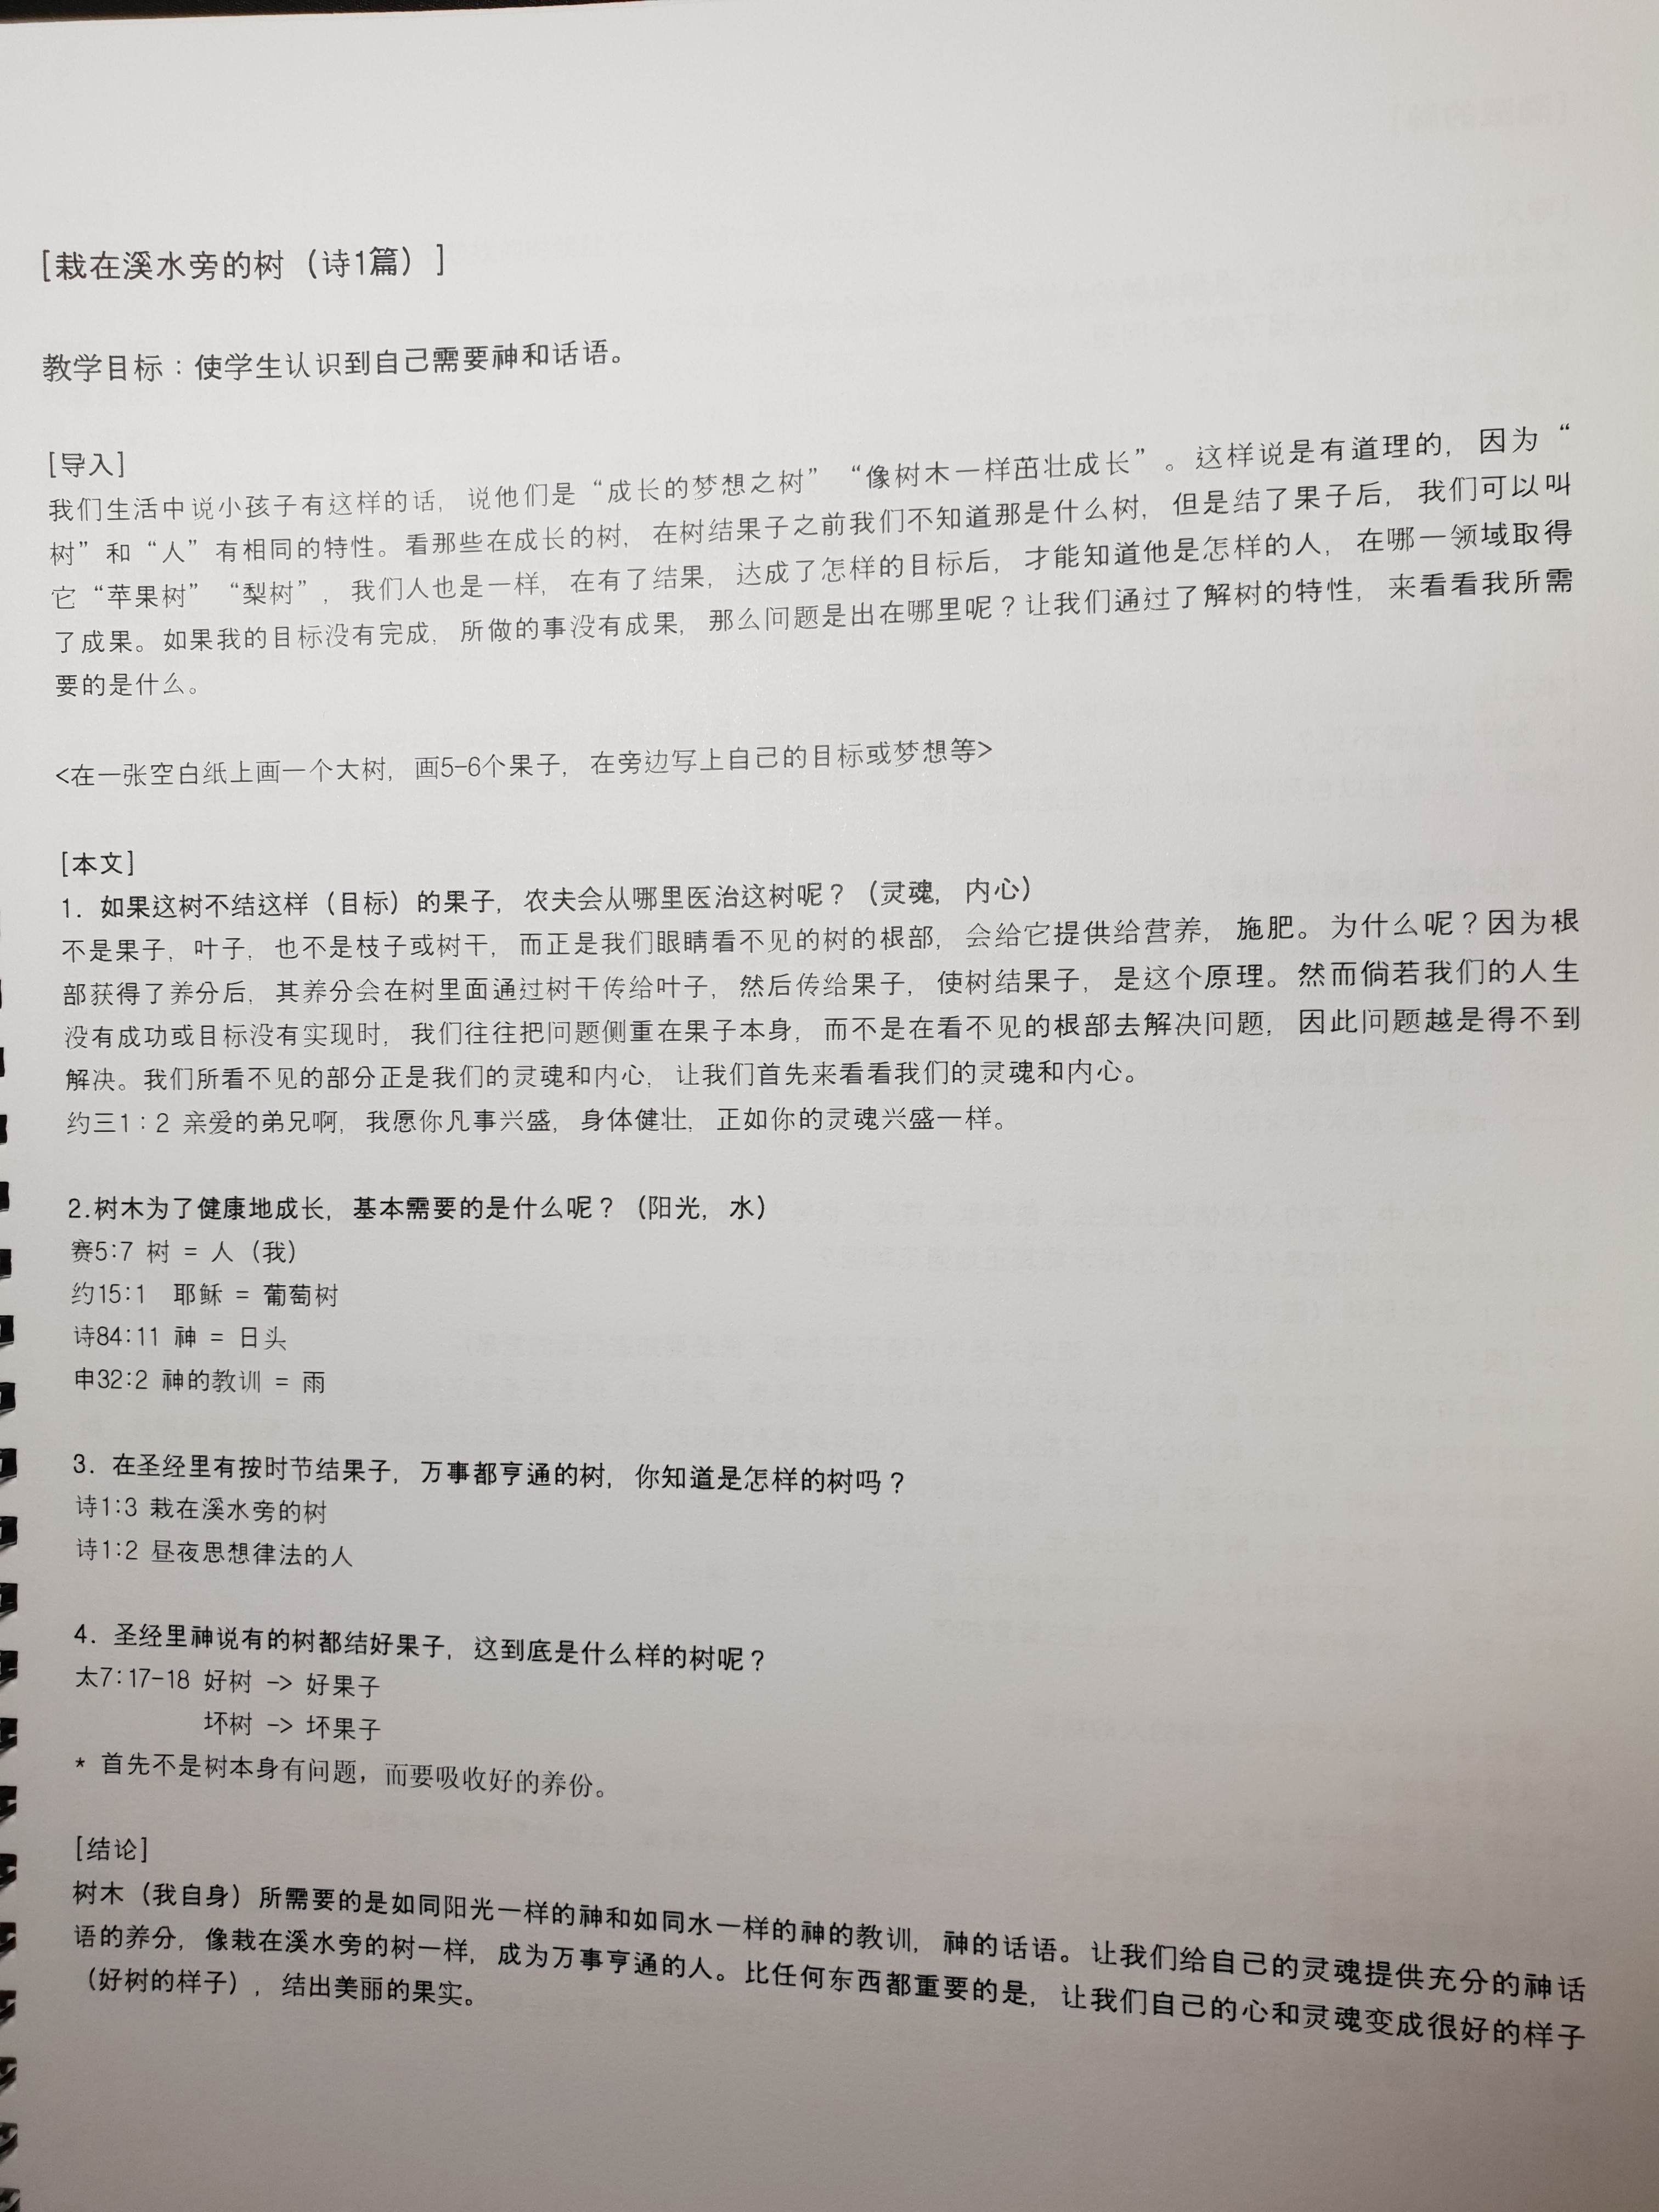 [栽在溪水旁的树（诗1篇）]
教学目标：使学生认识到自己需要神和话语。
[导入]
我们生活中说小孩子有这样的话，说他们是“成长的梦想之树” “像树木一样茁壮成长”。这样说是有道理的，因为“
树”和“人”有相同的特性。看那些在成长的树，在树结果子之前我们不知道那是什么树，但是结了果子后，我们可以叫
它“苹果树” “梨树”，我们人也是一样，在有了结果，达成了怎样的目标后，才能知道他是怎样的人，在哪一领域取得
了成果。如果我的目标没有完成，所做的事没有成果，那么问题是出在哪里呢？让我们通过了解树的特性，来看看我所需
要的是什么。
<在一张空白纸上画一个大树，画5-6个果子，在旁边写上自己的目标或梦想等>
[本文]
1. 如果这树不结这样（目标）的果子，农夫会从哪里医治这树呢？（灵魂，内心）
不是果子，叶子，也不是枝子或树干，而正是我们眼睛看不见的树的根部，会给它提供给营养，施肥。为什么呢？因为根
部获得了养分后，其养分会在树里面通过树干传给叶子，然后传给果子，使树结果子，是这个原理。然而倘若我们的人生
没有成功或目标没有实现时，我们往往把问题侧重在果子本身，而不是在看不见的根部去解决问题，因此问题越是得不到
解决。我们所看不见的部分正是我们的灵魂和内心，让我们首先来看看我们的灵魂和内心。
约三1：2 亲爱的弟兄啊，我愿你凡事兴盛，身体健壮，正如你的灵魂兴盛一样。
2.树木为了健康地成长，基本需要的是什么呢？（阳光，水）
赛5:7 树 = 人（我）
约15:1 耶稣 = 葡萄树
诗84:11 神 = 日头
申32:2 神的教训 = 雨
3. 在圣经里有按时节结果子，万事都亨通的树，你知道是怎样的树吗？
诗1:3 栽在溪水旁的树
诗1:2 昼夜思想律法的人
4. 圣经里神说有的树都结好果子，这到底是什么样的树呢？
太7:17-18 好树 -> 好果子
坏树 -> 坏果子
* 首先不是树本身有问题，而要吸收好的养份。
[结论]
树木（我自身）所需要的是如同阳光一样的神和如同水一样的神的教训，神的话语。让我们给自己的灵魂提供充分的神话
语的养分，像栽在溪水旁的树一样，成为万事亨通的人。比任何东西都重要的是，让我们自己的心和灵魂变成很好的样子
（好树的样子），结出美丽的果实。